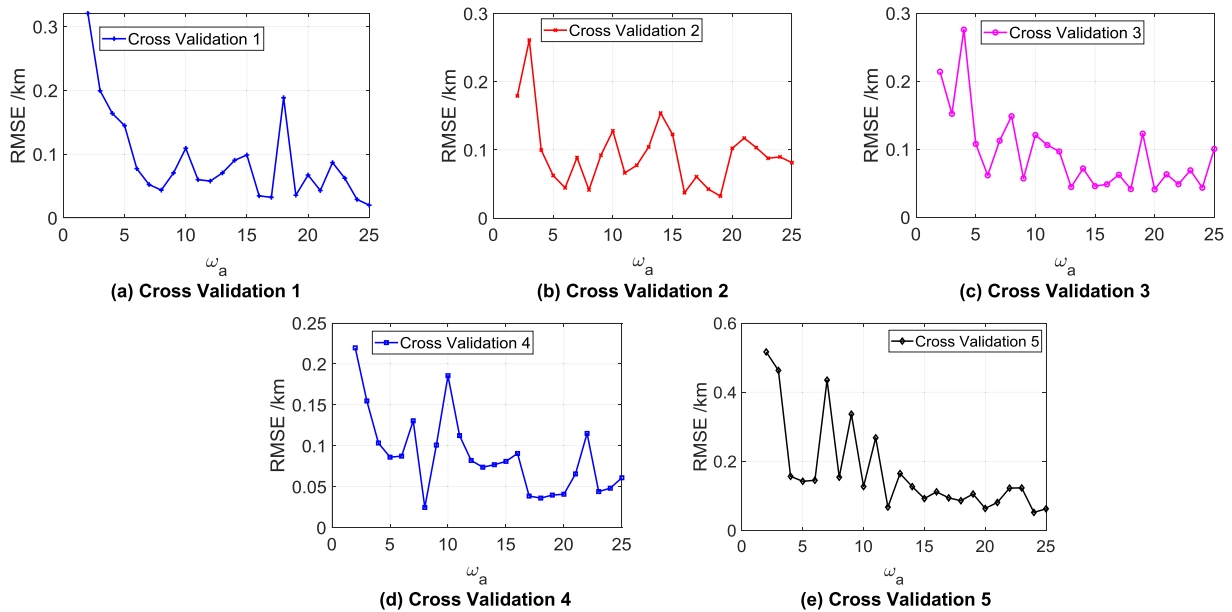 Cross Validation 1
RMSE /km
0.3
0.2
0.1
0
0 5 10 15 20 25
ω_a
(a) Cross Validation 1
Cross Validation 2
RMSE /km
0.3
0.2
0.1
0
0 5 10 15 20 25
ω_a
(b) Cross Validation 2
Cross Validation 3
RMSE /km
0.3
0.2
0.1
0
0 5 10 15 20 25
ω_a
(c) Cross Validation 3
Cross Validation 4
RMSE /km
0.25
0.2
0.15
0.1
0.05
0
0 5 10 15 20 25
ω_a
(d) Cross Validation 4
Cross Validation 5
RMSE /km
0.6
0.4
0.2
0
0 5 10 15 20 25
ω_a
(e) Cross Validation 5